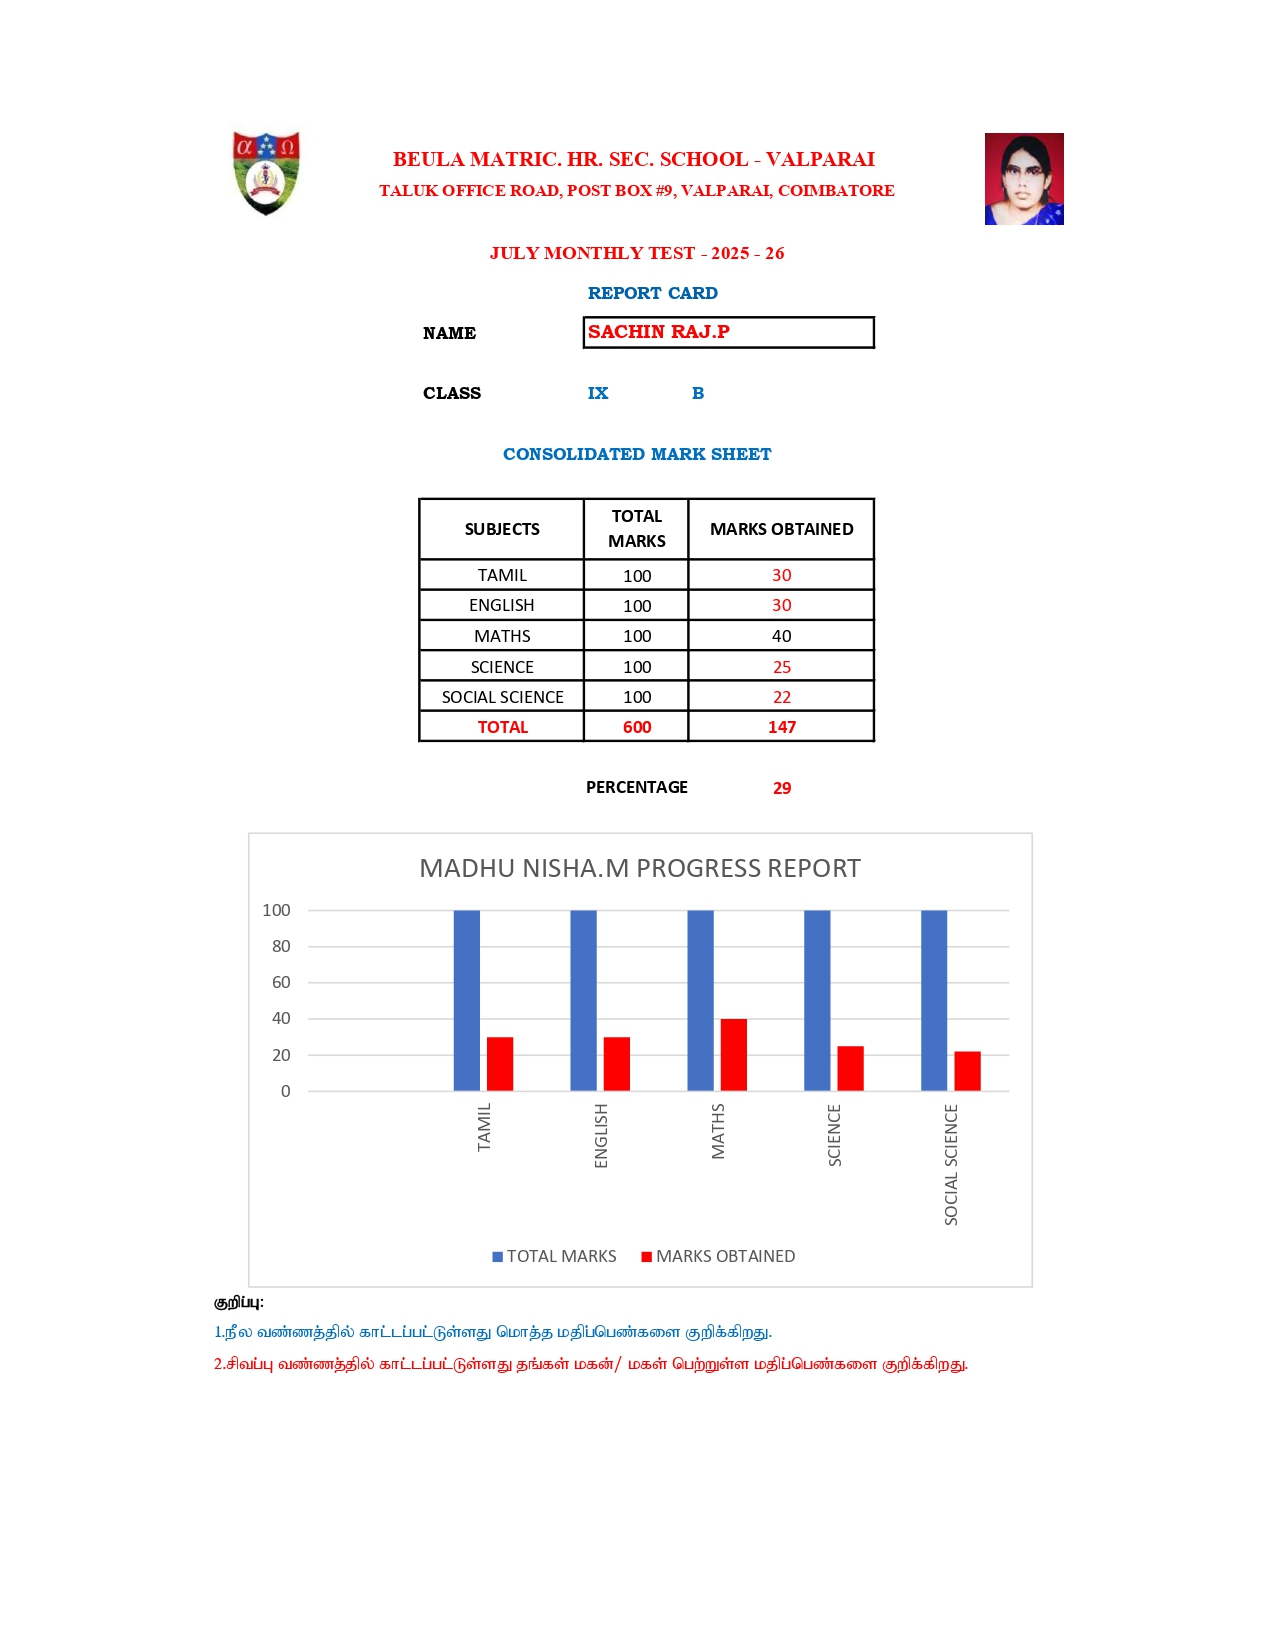 α Ω
BEULA MATRIC. HR. SEC. SCHOOL - VALPARAI
TALUK OFFICE ROAD, POST BOX #9, VALPARAI, COIMBATORE
JULY MONTHLY TEST - 2025 - 26
REPORT CARD
NAME SACHIN RAJ.P
CLASS IX B
CONSOLIDATED MARK SHEET
SUBJECTS TOTAL MARKS MARKS OBTAINED
TAMIL 100 30
ENGLISH 100 30
MATHS 100 40
SCIENCE 100 25
SOCIAL SCIENCE 100 22
TOTAL 600 147
PERCENTAGE 29
MADHU NISHA.M PROGRESS REPORT
100
80
60
40
20
0
TAMIL
ENGLISH
MATHS
SCIENCE
SOCIAL SCIENCE
TOTAL MARKS MARKS OBTAINED
குறிப்பு:
1.நீல வண்ணத்தில் காட்டப்பட்டுள்ளது மொத்த மதிப்பெண்களை குறிக்கிறது.
2.சிவப்பு வண்ணத்தில் காட்டப்பட்டுள்ளது தங்கள் மகன்/ மகள் பெற்றுள்ள மதிப்பெண்களை குறிக்கிறது.